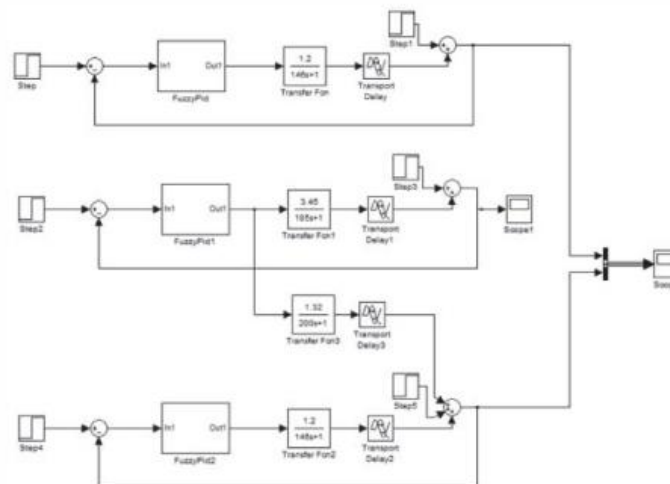 Step1
Step
In1 Out1
FuzzyPid
1.2
146s+1
Transfer Fcn
Transport
Delay
Step3
Step2
In1 Out1
FuzzyPid1
3.46
185s+1
Transfer Fcn1
Transport
Delay1
Scope1
1.32
200s+1
Transfer Fcn3
Transport
Delay3
Step5
Step4
In1 Out1
FuzzyPid2
1.2
146s+1
Transfer Fcn2
Transport
Delay2